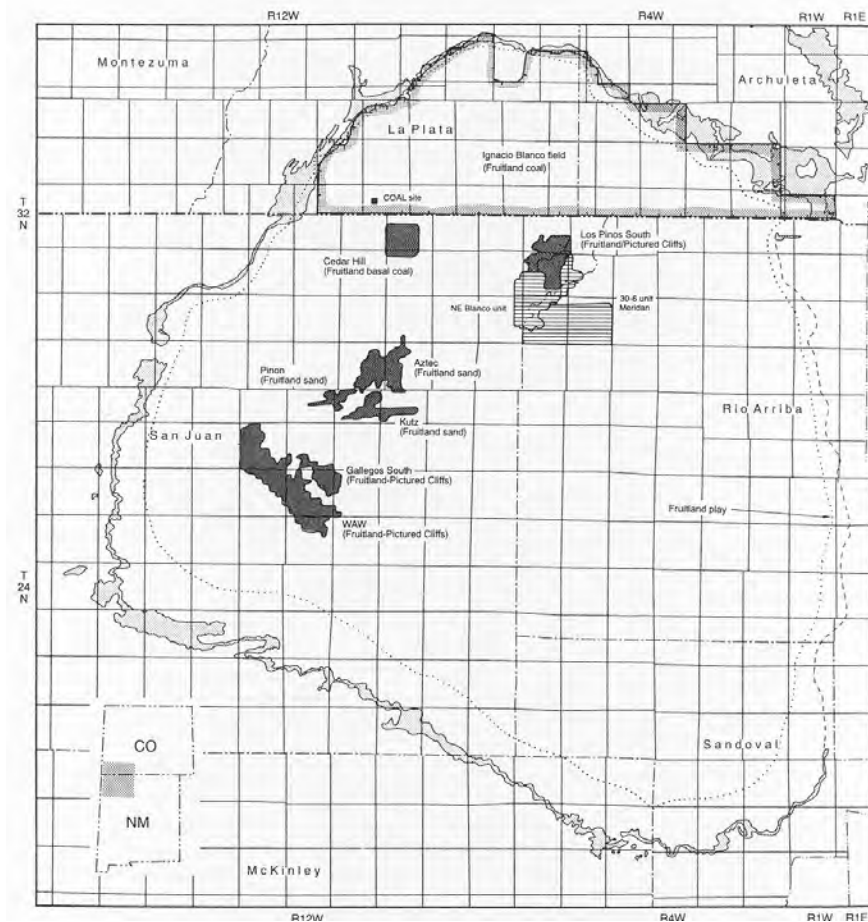 R12W
R4W
R1W
R1E
Montezuma
Archuleta
La Plata
Ignacio Blanco field
(Fruitland coal)
COAL site
T
32
N
Cedar Hill
(Fruitland basal coal)
Los Pinos South
(Fruitland/Pictured Cliffs)
NE Blanco unit
30-6 unit
Meridan
Aztec
(Fruitland sand)
Pinon
(Fruitland sand)
Kutz
(Fruitland sand)
Rio Arriba
San Juan
Gallegos South
(Fruitland-Pictured Cliffs)
Fruitland play
WAW
(Fruitland-Pictured Cliffs)
T
24
N
Sandoval
CO
NM
McKinley
R12W
R4W
R1W
R1E